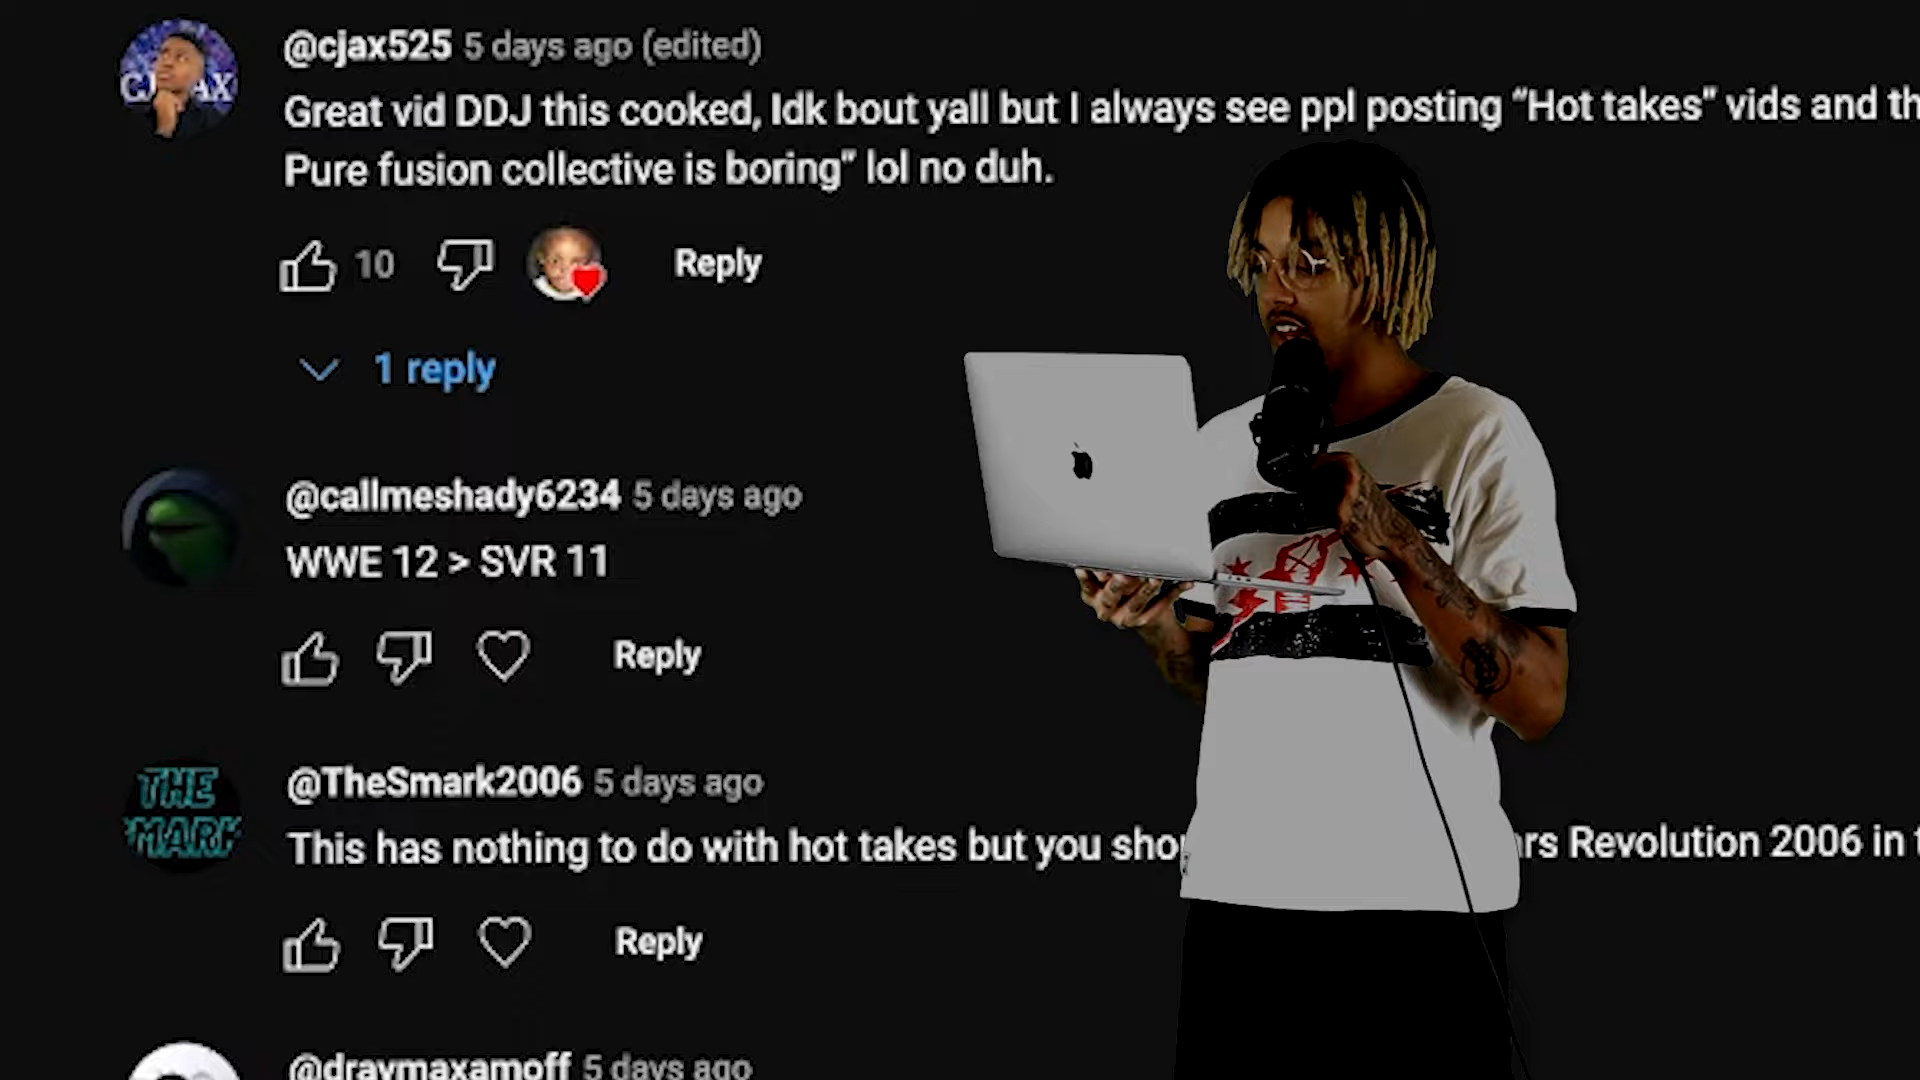 @cjax525 5 days ago (edited)
Great vid DDJ this cooked, Idk bout yall but I always see ppl posting “Hot takes” vids and th
Pure fusion collective is boring” lol no duh.
10
Reply
1 reply
@callmeshady6234 5 days ago
WWE 12 > SVR 11
Reply
THE
@TheSmark2006 5 days ago
This has nothing to do with hot takes but you sho rs Revolution 2006 in t
Reply
@draymaxamoff 5 days ago